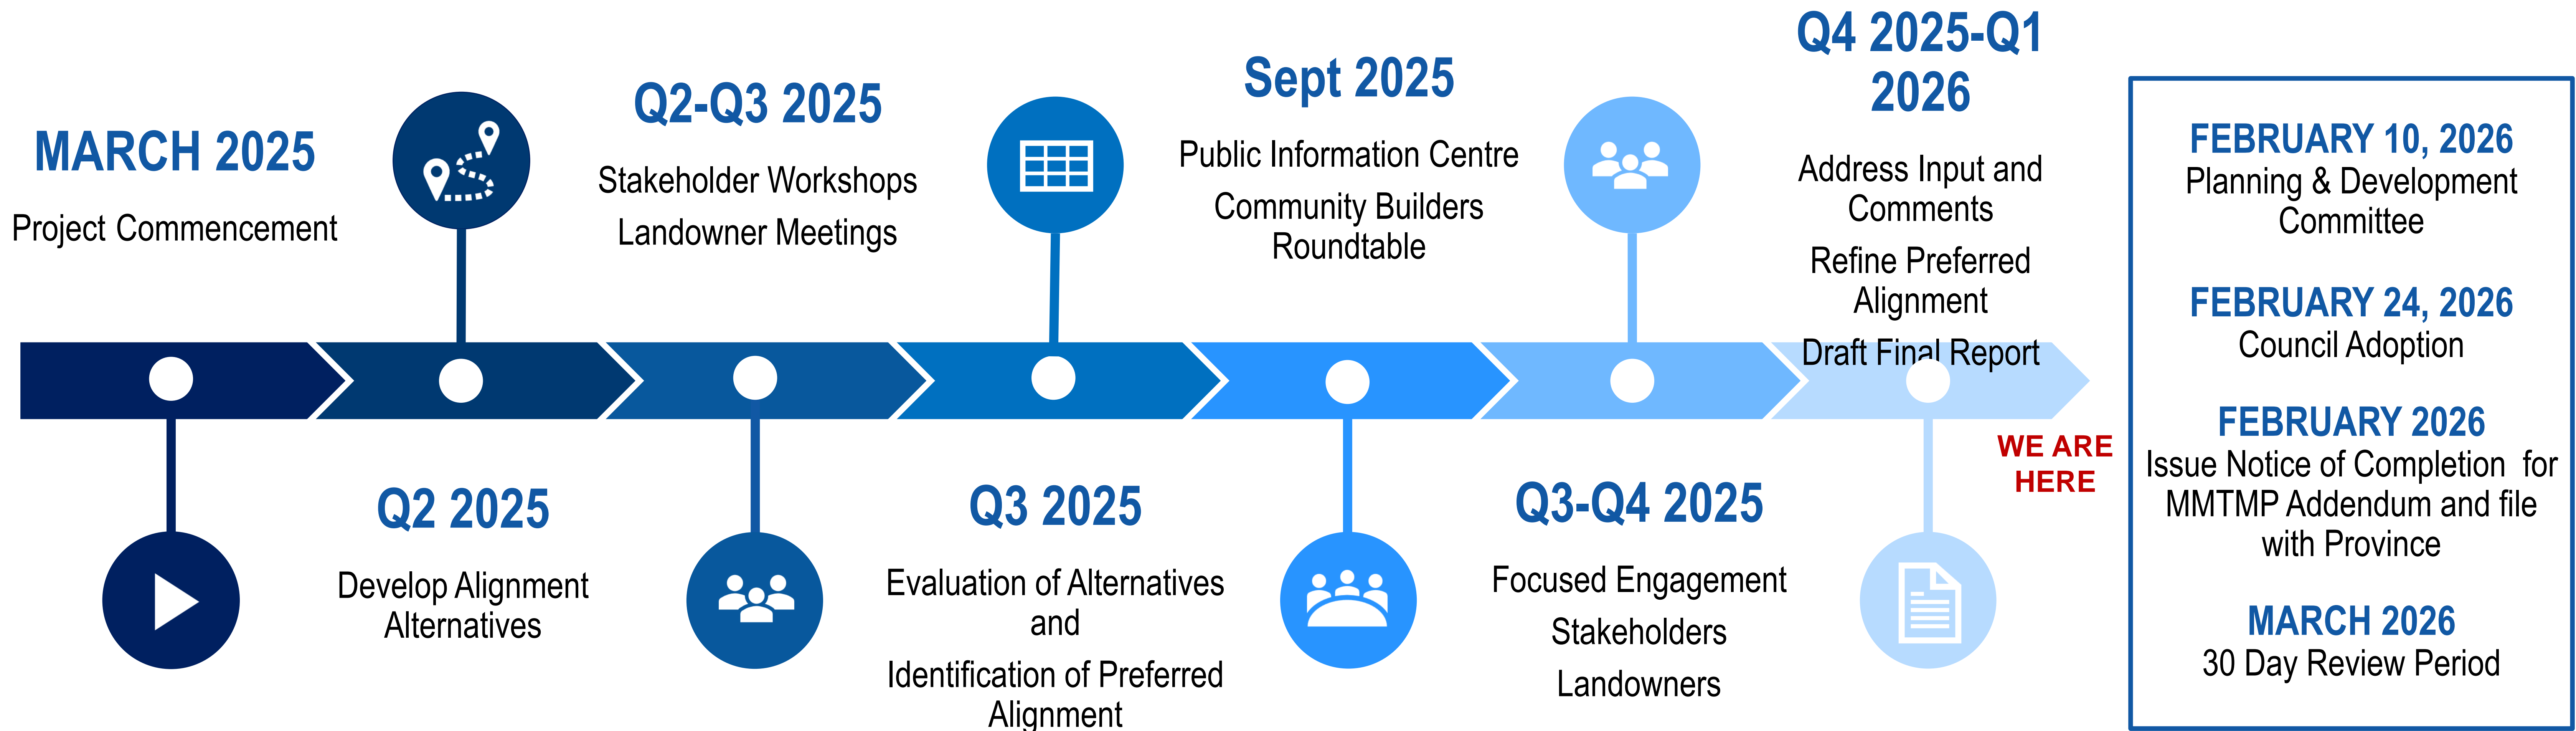 MARCH 2025
Project Commencement
Q2 2025
Develop Alignment
Alternatives
Q2-Q3 2025
Stakeholder Workshops
Landowner Meetings
Q3 2025
Evaluation of Alternatives
and
Identification of Preferred
Alignment
Sept 2025
Public Information Centre
Community Builders
Roundtable
Q3-Q4 2025
Focused Engagement
Stakeholders
Landowners
Q4 2025-Q1
2026
Address Input and
Comments
Refine Preferred
Alignment
Draft Final Report
WE ARE
HERE
FEBRUARY 10, 2026
Planning & Development
Committee
FEBRUARY 24, 2026
Council Adoption
FEBRUARY 2026
Issue Notice of Completion for
MMTMP Addendum and file
with Province
MARCH 2026
30 Day Review Period